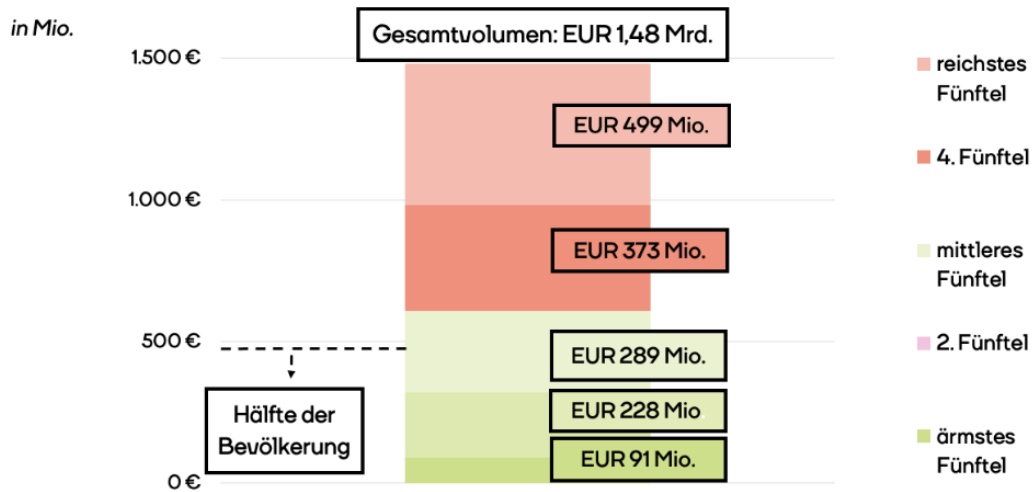 in Mio.
Gesamtvolumen: EUR 1,48 Mrd.
1.500 €
1.000 €
500 €
0 €
EUR 499 Mio.
EUR 373 Mio.
EUR 289 Mio.
EUR 228 Mio.
EUR 91 Mio.
Hälfte der
Bevölkerung
reichstes
Fünftel
4. Fünftel
mittleres
Fünftel
2. Fünftel
ärmstes
Fünftel